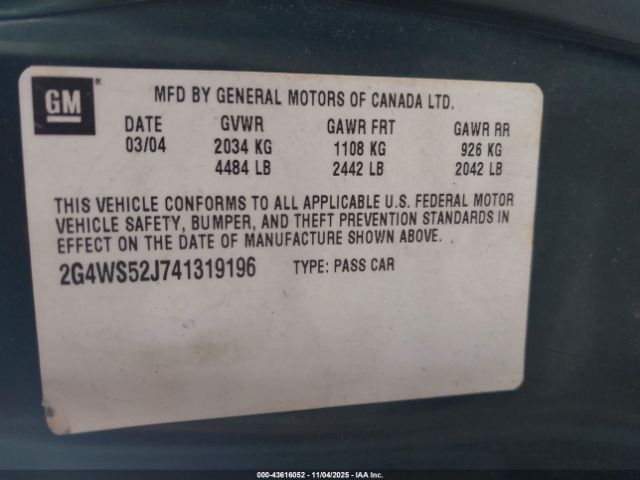 GM
MFD BY GENERAL MOTORS OF CANADA LTD.
DATE GVWR GAWR FRT GAWR RR
03/04 2034 KG 1108 KG 926 KG
4484 LB 2442 LB 2042 LB
THIS VEHICLE CONFORMS TO ALL APPLICABLE U.S. FEDERAL MOTOR
VEHICLE SAFETY, BUMPER, AND THEFT PREVENTION STANDARDS IN
EFFECT ON THE DATE OF MANUFACTURE SHOWN ABOVE.
2G4WS52J741319196 TYPE: PASS CAR
000-43616052 - 11/04/2025 - IAA Inc.